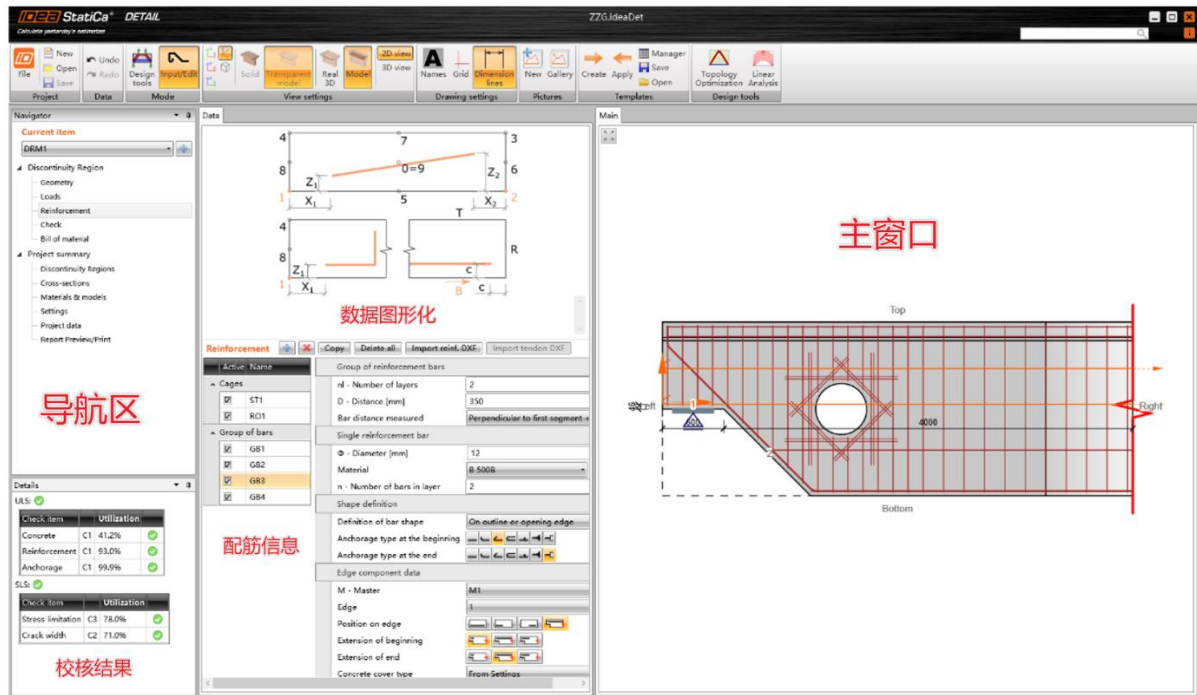 IDEA StatiCa® DETAIL
Calculate yesterday's estimates
ZZG.IdeaDet
File
New
Open
Save
Project
Undo
Redo
Data
Design tools
Input/Edit
Mode
Solid
Transparent model
Real 3D
Model
2D view
3D view
View settings
Names
Grid
Dimension lines
Drawing settings
New
Gallery
Pictures
Create
Apply
Manager
Save
Open
Templates
Topology Optimization
Linear Analysis
Design tools
Navigator
Current item
DRM1
Discontinuity Region
Geometry
Loads
Reinforcement
Check
Bill of material
Project summary
Discontinuity Regions
Cross-sections
Materials & models
Settings
Project data
Report Preview/Print
导航区
Details
ULS:
Check item Utilization
Concrete C1 41.2%
Reinforcement C1 93.0%
Anchorage C1 99.9%
SLS:
Check item Utilization
Stress limitation C3 78.0%
Crack width C2 71.0%
校核结果
Data
4 7 3
8 0=9 Z2 6
Z1
1 5 2
X1 X2
T
4
8 R
Z1 c
1 B c
X1
数据图形化
Reinforcement Copy Delete all Import reinf. DXF Import tendon DXF
Active Name
Cages
ST1
RO1
Group of bars
GB1
GB2
GB3
GB4
配筋信息
Group of reinforcement bars
nl - Number of layers 2
D - Distance [mm] 350
Bar distance measured Perpendicular to first segment
Single reinforcement bar
Φ - Diameter [mm] 12
Material B 500B
n - Number of bars in layer 2
Shape definition
Definition of bar shape On outline or opening edge
Anchorage type at the beginning
Anchorage type at the end
Edge component data
M - Master M1
Edge 1
Position on edge
Extension of beginning
Extension of end
Concrete cover type From Settings
Main
主窗口
Top
Left
1
500
4000
Right
2
Bottom